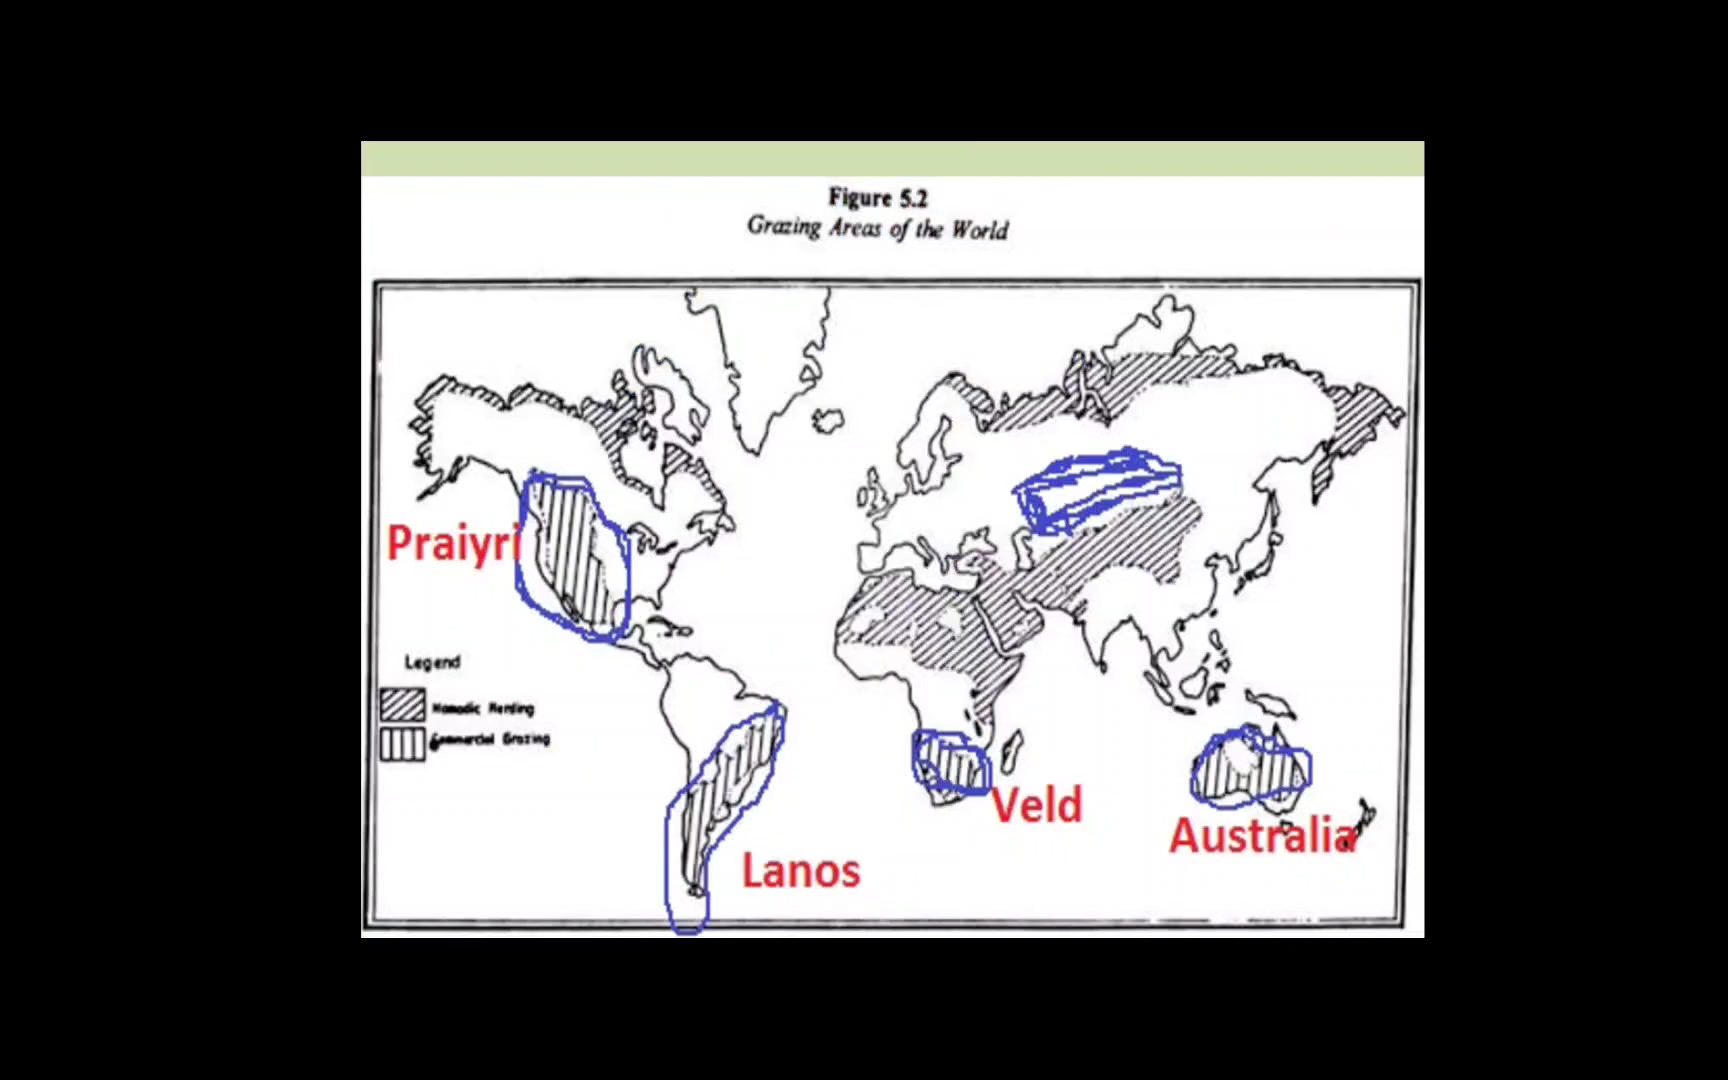 Figure 5.2
Grazing Areas of the World
Praiyri
Legend
Nomadic Herding
Commercial Grazing
Veld
Australia
Lanos